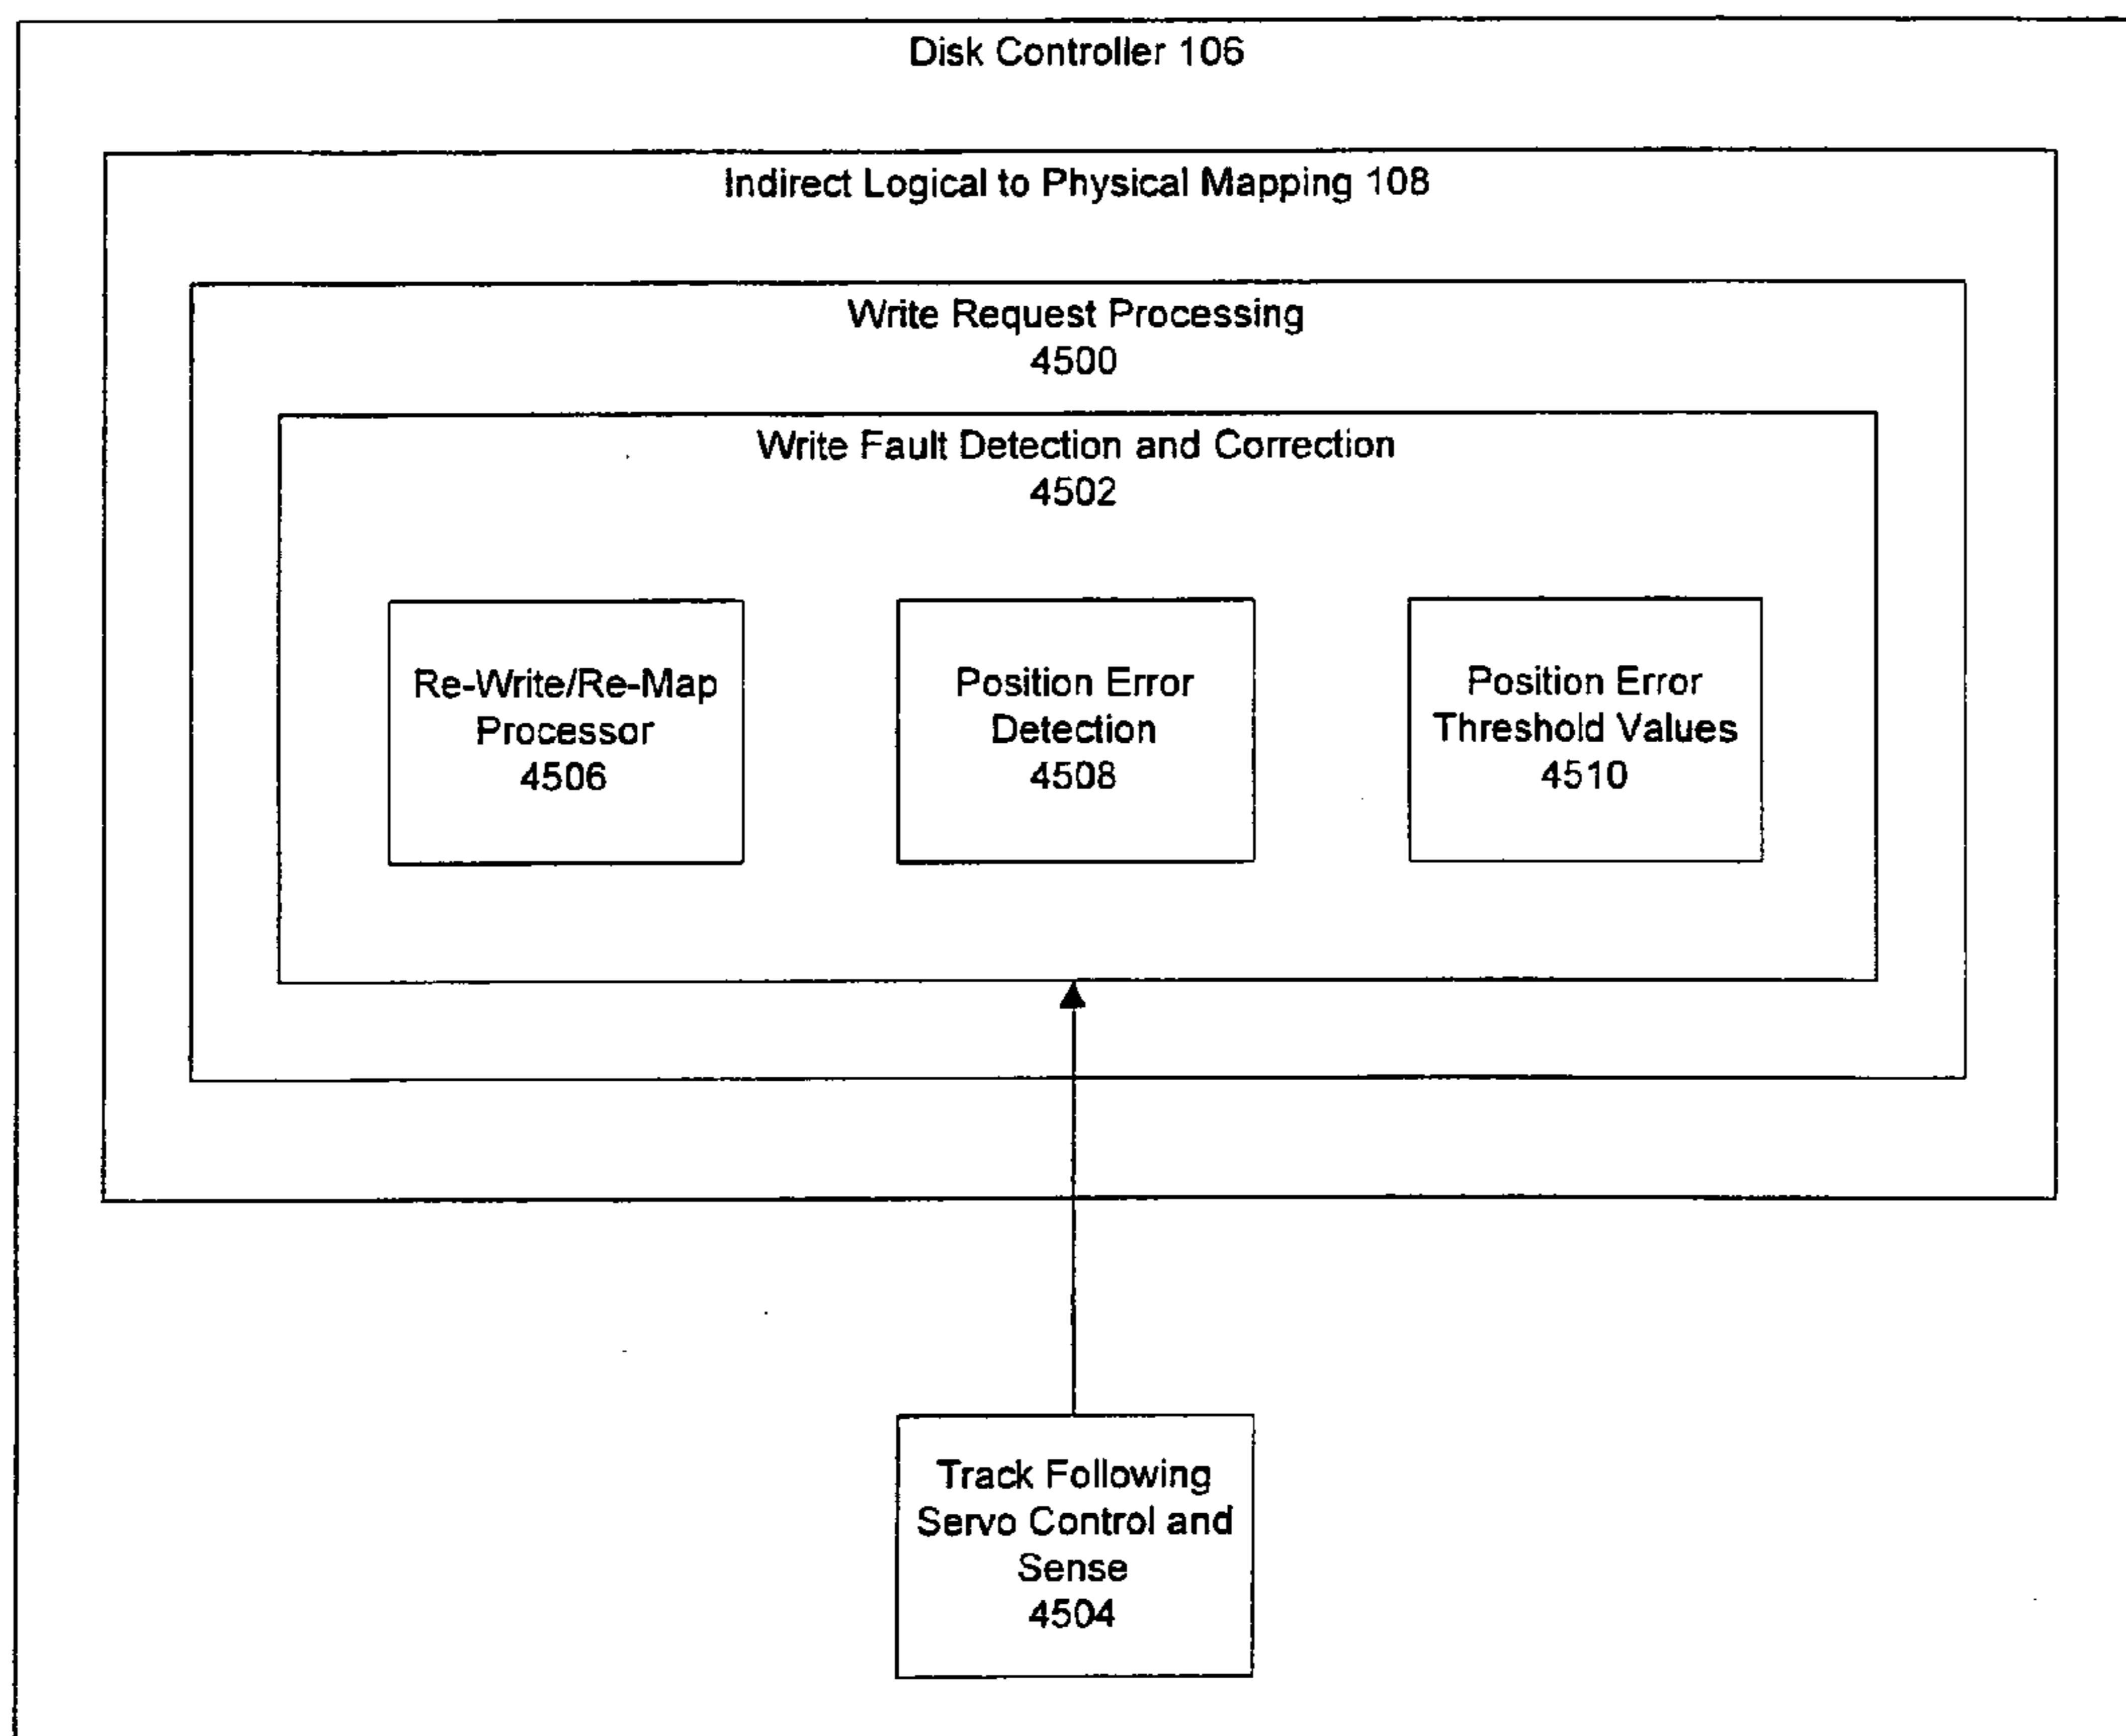 Disk Controller 106
Indirect Logical to Physical Mapping 108
Write Request Processing
4500
Write Fault Detection and Correction
4502
Re-Write/Re-Map
Processor
4506
Position Error
Detection
4508
Position Error
Threshold Values
4510
Track Following
Servo Control and
Sense
4504